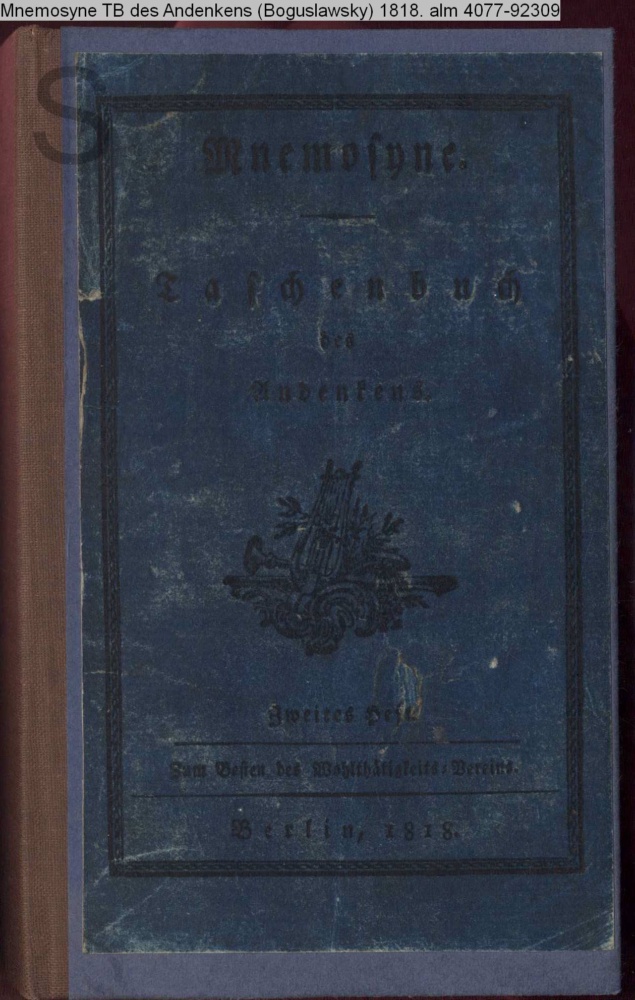 Mnemosyne TB des Andenkens (Boguslawsky) 1818. alm 4077-92309
S
Mnemoſyne.
Taſchenbuch
des
Andenkens.
Zweites Heft.
Zum Beſten des Wohlthätigkeits-Vereins.
Berlin, 1818.